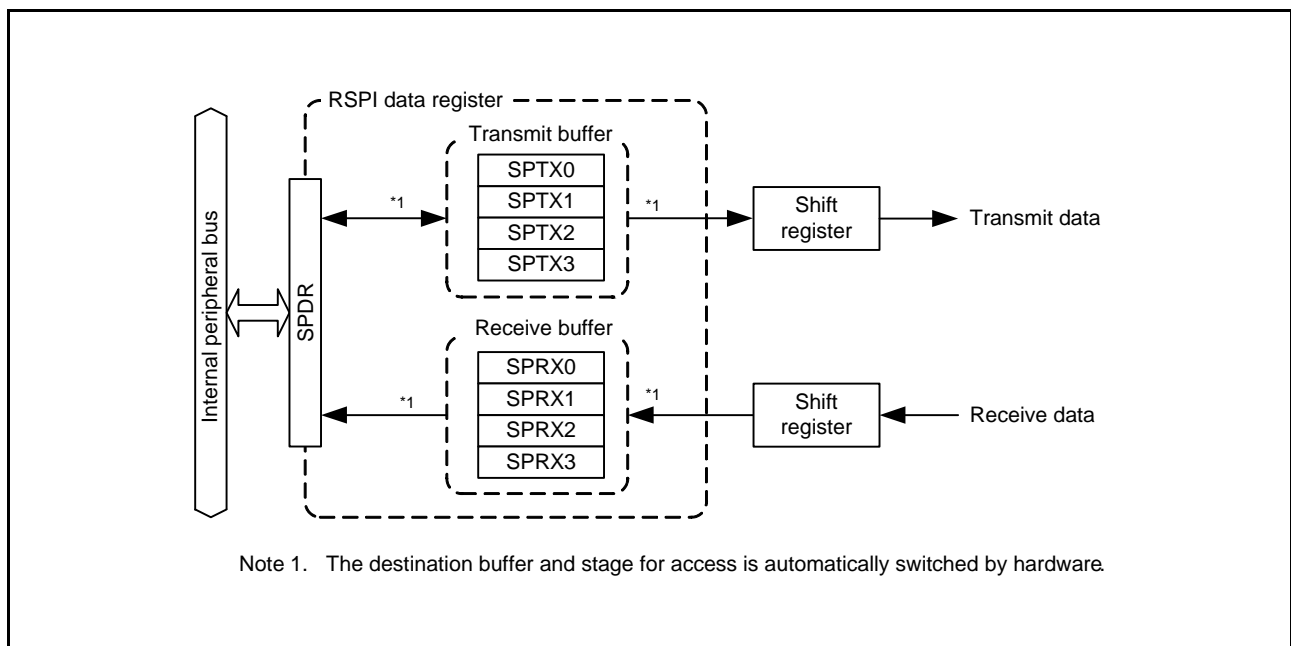 RSPI data register
Transmit buffer
SPTX0
SPTX1
SPTX2
SPTX3
*1
*1
Shift
register
Transmit data
Internal peripheral bus
SPDR
Receive buffer
SPRX0
SPRX1
SPRX2
SPRX3
*1
*1
Shift
register
Receive data
Note 1. The destination buffer and stage for access is automatically switched by hardware.